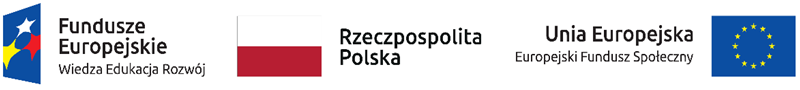 Fundusze
Europejskie
Wiedza Edukacja Rozwój
Rzeczpospolita
Polska
Unia Europejska
Europejski Fundusz Społeczny